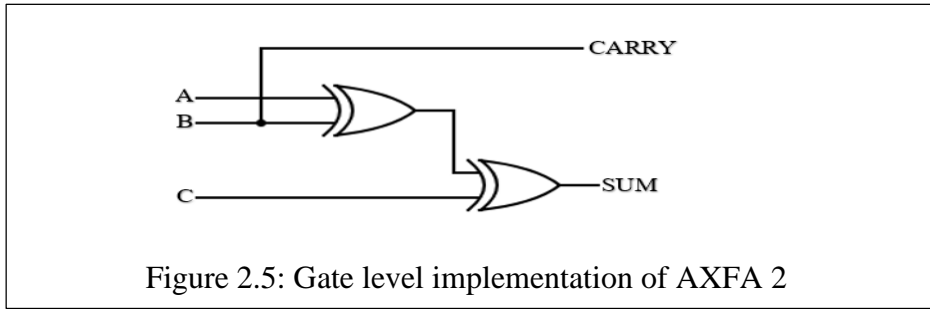 CARRY
A
B
C
SUM
Figure 2.5: Gate level implementation of AXFA 2